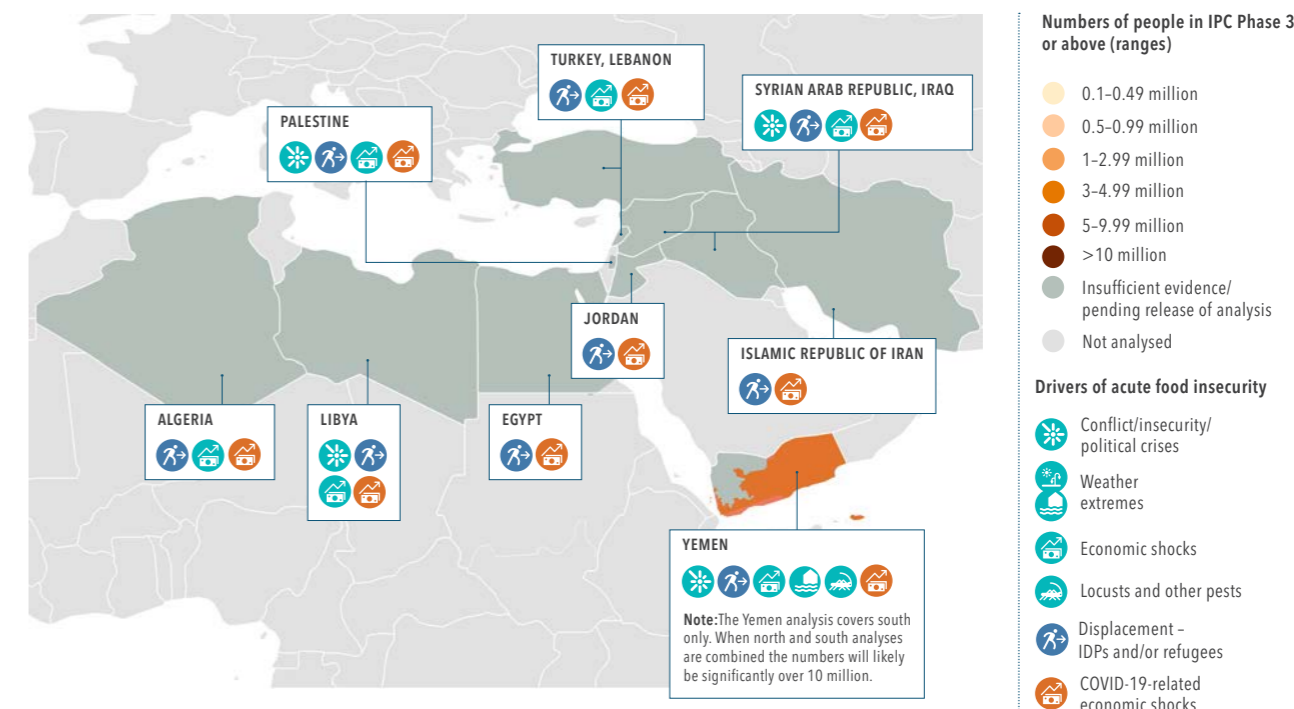 TURKEY, LEBANON
SYRIAN ARAB REPUBLIC, IRAQ
PALESTINE
JORDAN
ISLAMIC REPUBLIC OF IRAN
ALGERIA
LIBYA
EGYPT
YEMEN
Note:The Yemen analysis covers south
only. When north and south analyses
are combined the numbers will likely
be significantly over 10 million.
Numbers of people in IPC Phase 3
or above (ranges)
0.1–0.49 million
0.5–0.99 million
1–2.99 million
3–4.99 million
5–9.99 million
>10 million
Insufficient evidence/
pending release of analysis
Not analysed
Drivers of acute food insecurity
Conflict/insecurity/
political crises
Weather
extremes
Economic shocks
Locusts and other pests
Displacement –
IDPs and/or refugees
COVID-19-related
economic shocks